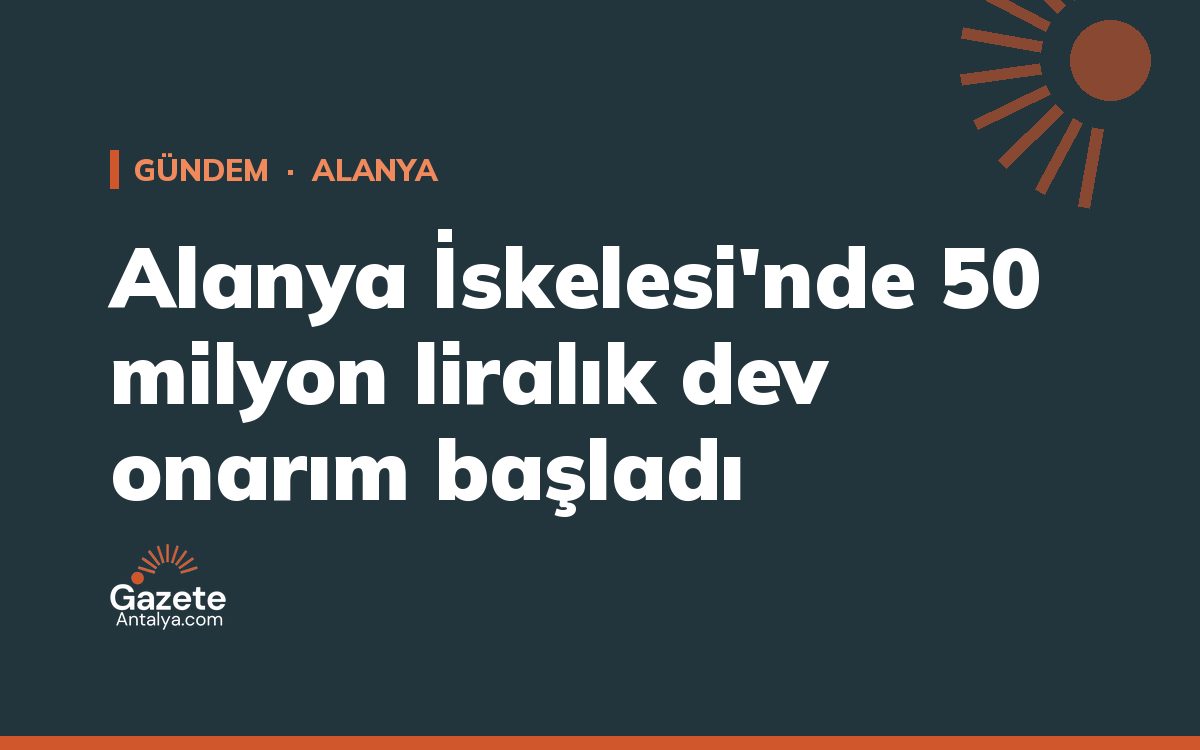 GÜNDEM · ALANYA
Alanya İskelesi'nde 50
milyon liralık dev
onarım başladı
Gazete
Antalya.com